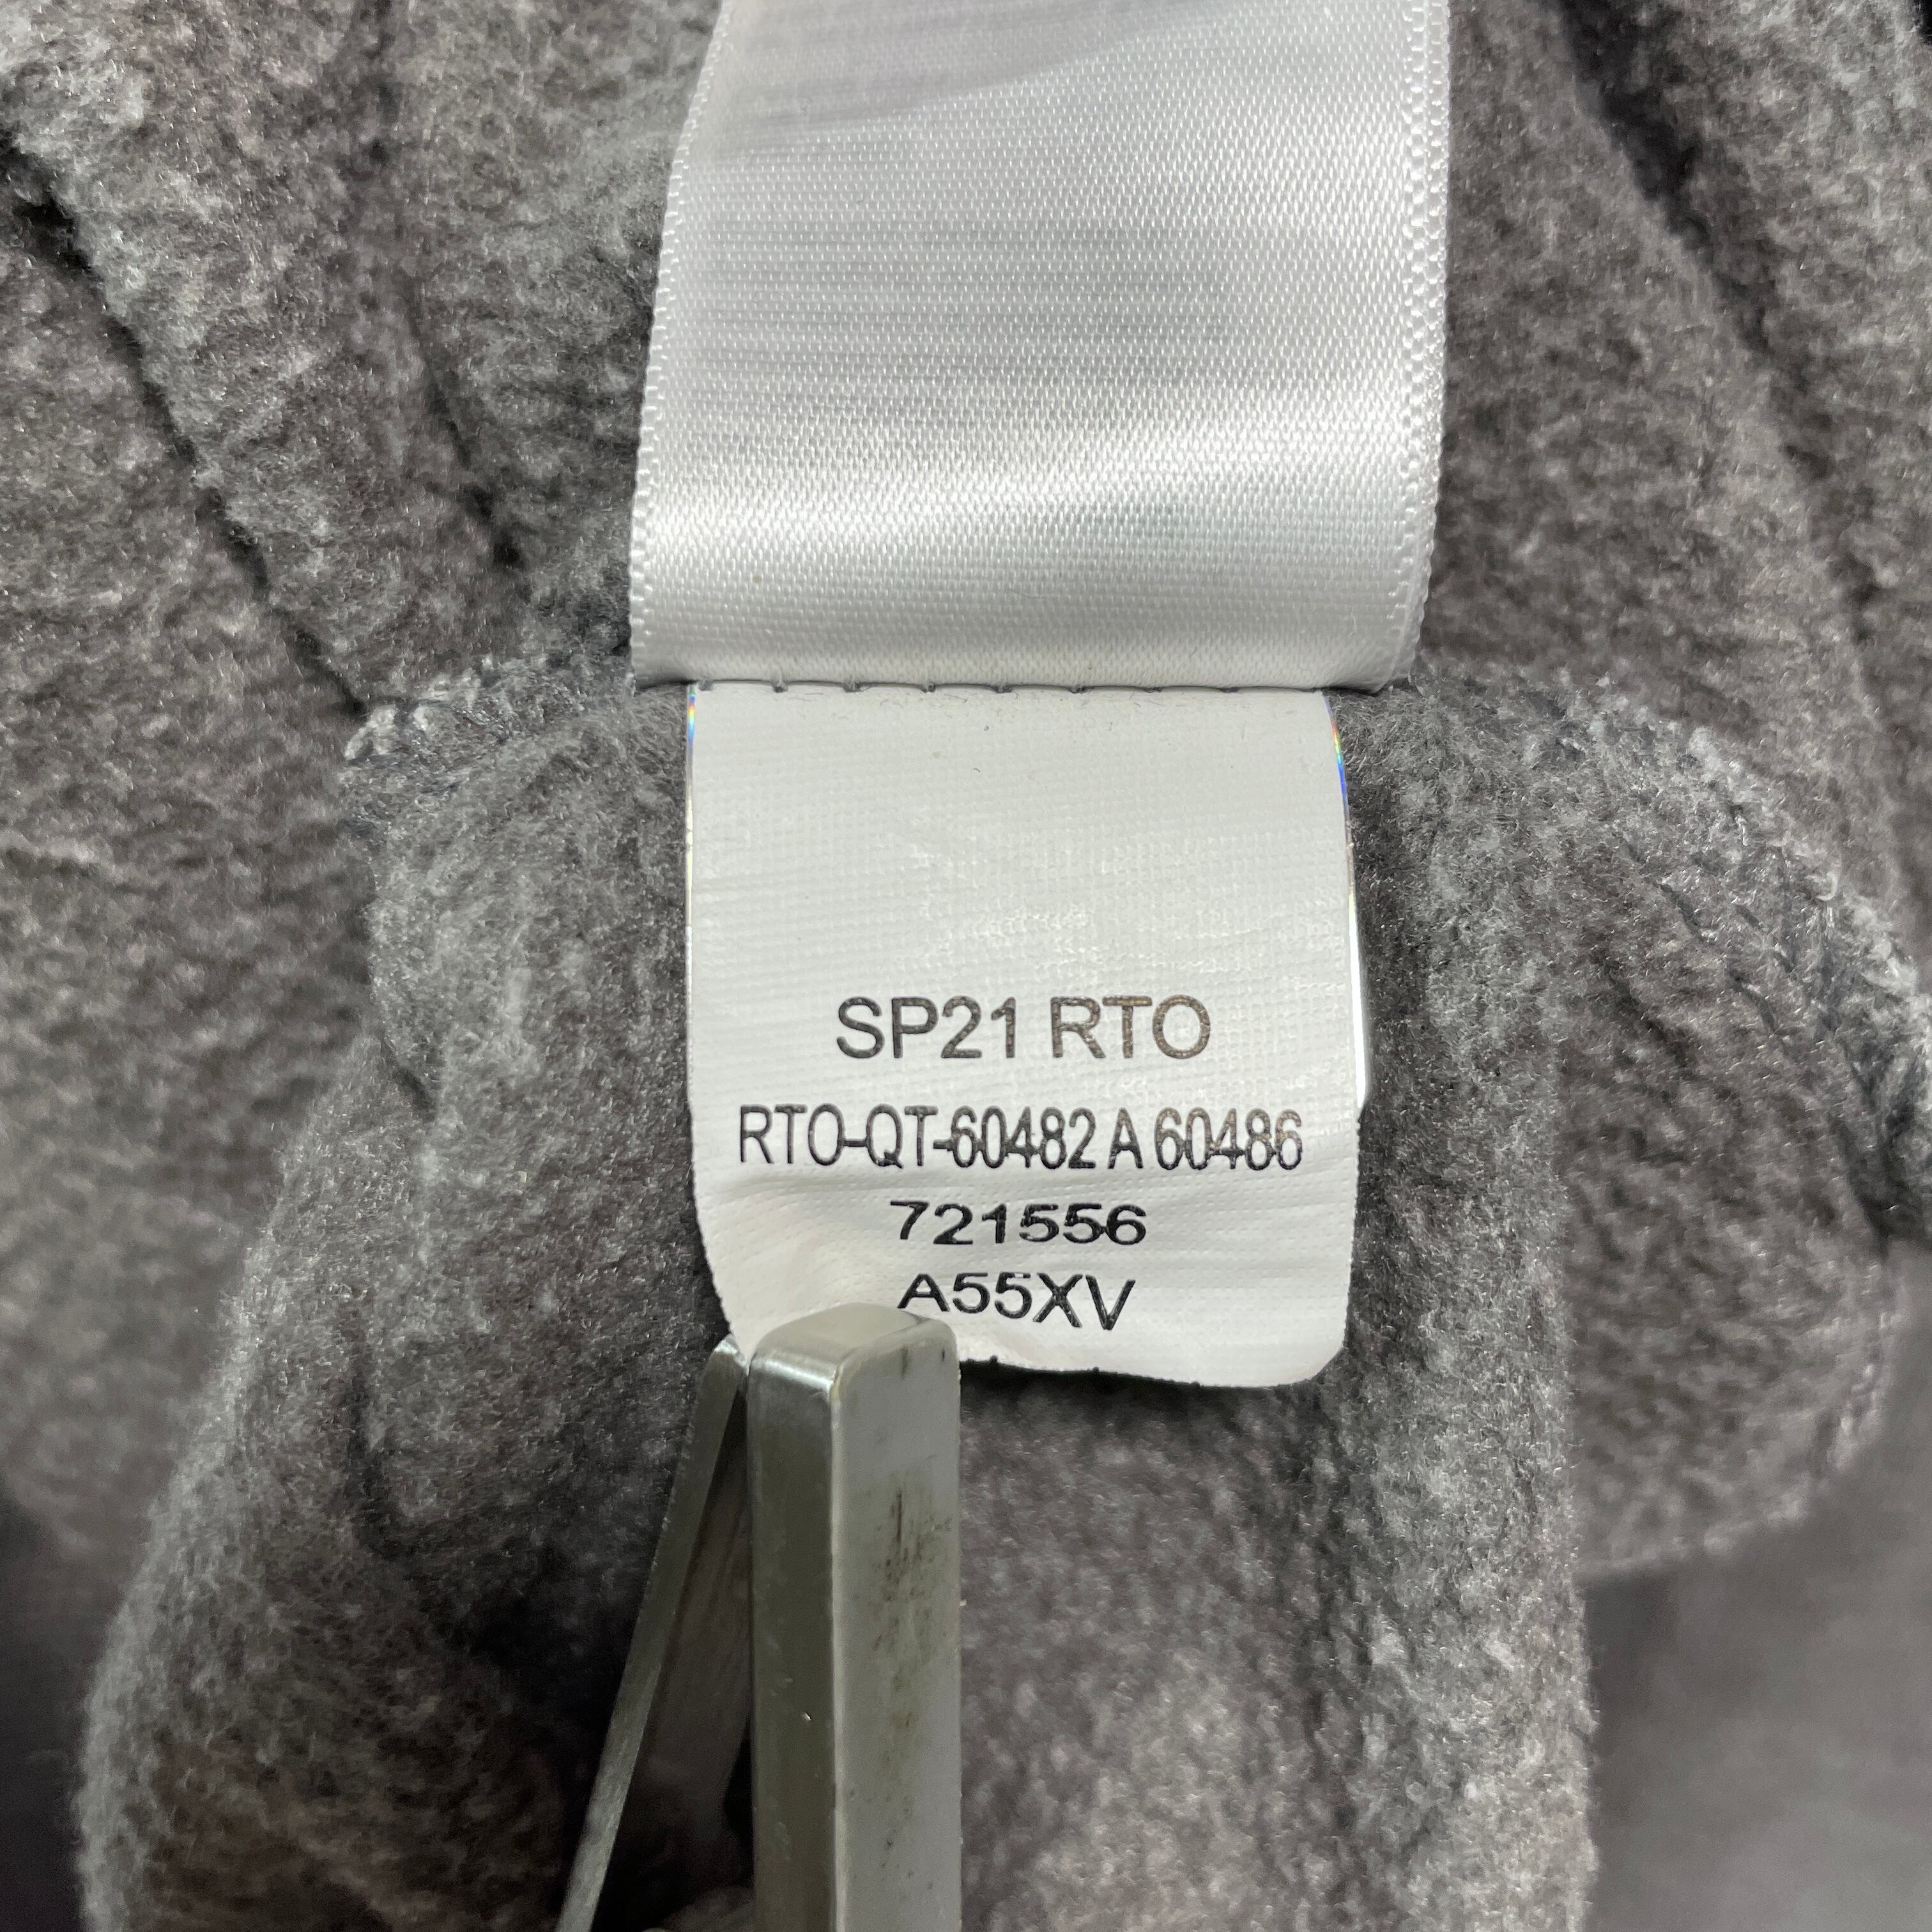 SP21 RTO
RTO-QT-60482 A 60486
721556
A55XV